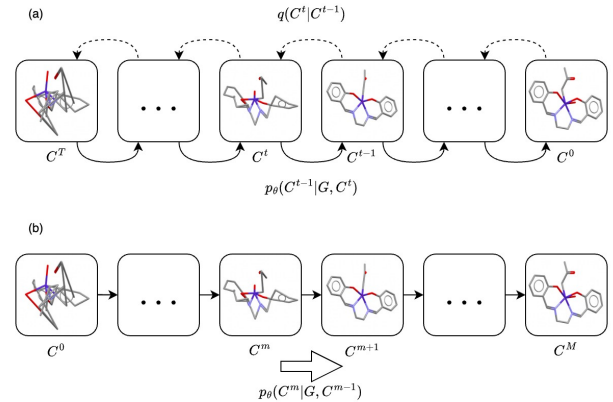 (a)
q(C^t|C^{t-1})
C^T C^t C^{t-1} C^0
p_θ(C^{t-1}|G, C^t)
(b)
C^0 C^m C^{m+1} C^M
p_θ(C^m|G, C^{m-1})